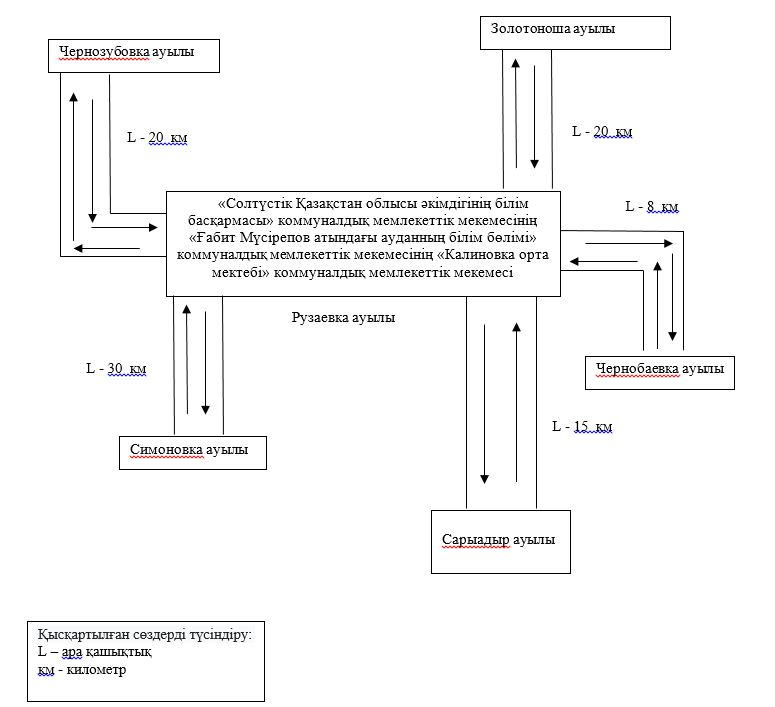 Золотоноша ауылы
Чернозубовка ауылы
L - 20 км
L - 20 км
«Солтүстік Қазақстан облысы әкімдігінің білім
басқармасы» коммуналдық мемлекеттік мекемесінің
«Ғабит Мүсірепов атындағы ауданның білім бөлімі»
коммуналдық мемлекеттік мекемесінің «Калиновка орта
мектебі» коммуналдық мемлекеттік мекемесі
L - 8 км
Рузаевка ауылы
L - 30 км
Чернобаевка ауылы
L - 15 км
Симоновка ауылы
Сарыадыр ауылы
Қысқартылған сөздерді түсіндіру:
L – ара қашықтық
км - километр